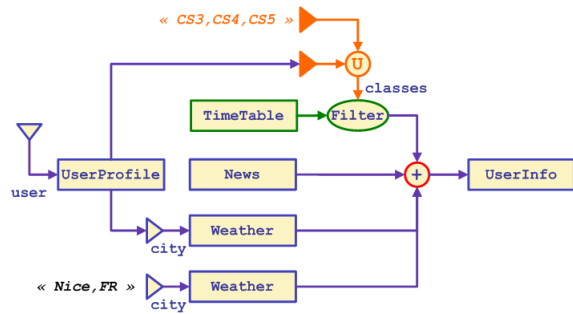 « CS3,CS4,CS5 »
U
classes
TimeTable
Filter
UserProfile
News
+
UserInfo
user
Weather
city
« Nice,FR »
Weather
city